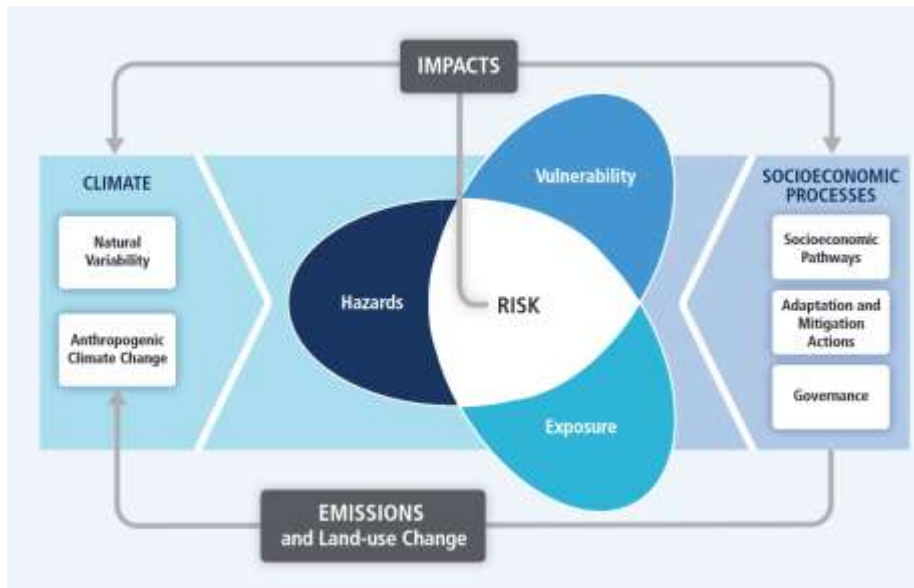 IMPACTS
CLIMATE
Natural
Variability
Anthropogenic
Climate Change
Vulnerability
Hazards
RISK
Exposure
SOCIOECONOMIC
PROCESSES
Socioeconomic
Pathways
Adaptation and
Mitigation
Actions
Governance
EMISSIONS
and Land-use Change